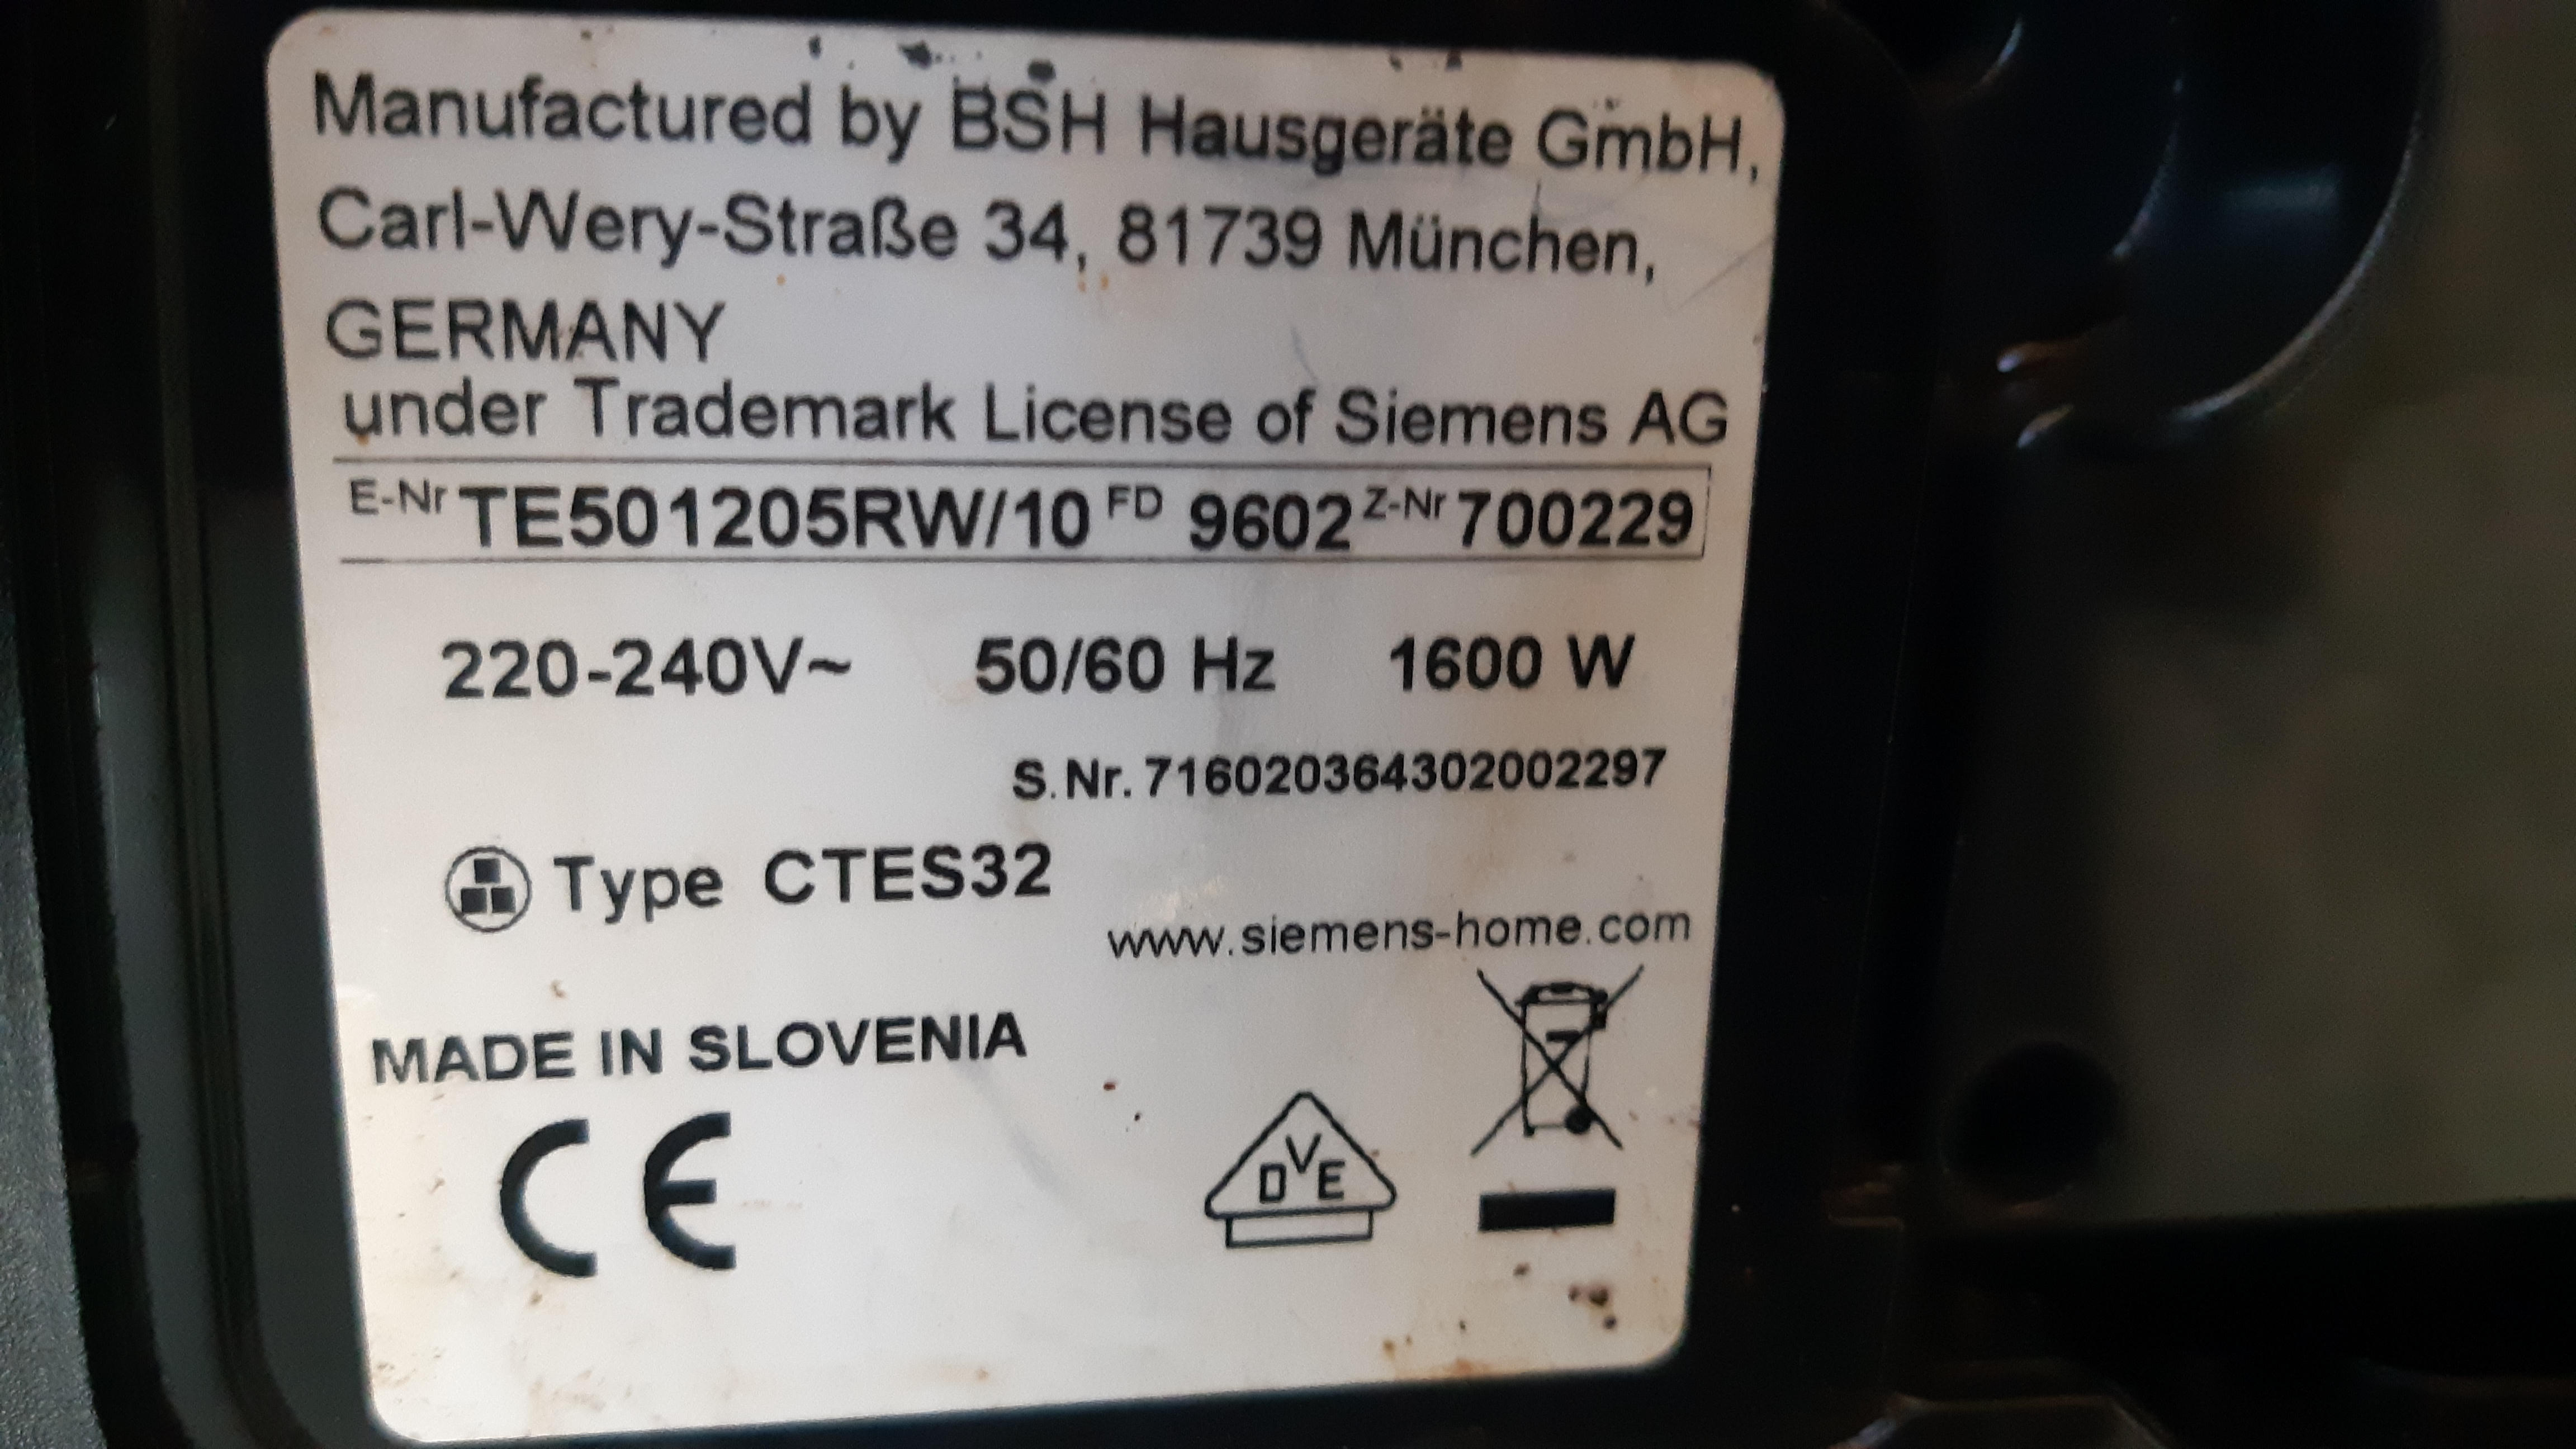 Manufactured by BSH Hausgeräte GmbH,
Carl-Wery-Straße 34, 81739 München,
GERMANY
under Trademark License of Siemens AG
E-Nr TE501205RW/10 FD 9602 Z-Nr 700229
220-240V~ 50/60 Hz 1600 W
S.Nr. 716020364302002297
Type CTES32
www.siemens-home.com
MADE IN SLOVENIA
CE
DVE